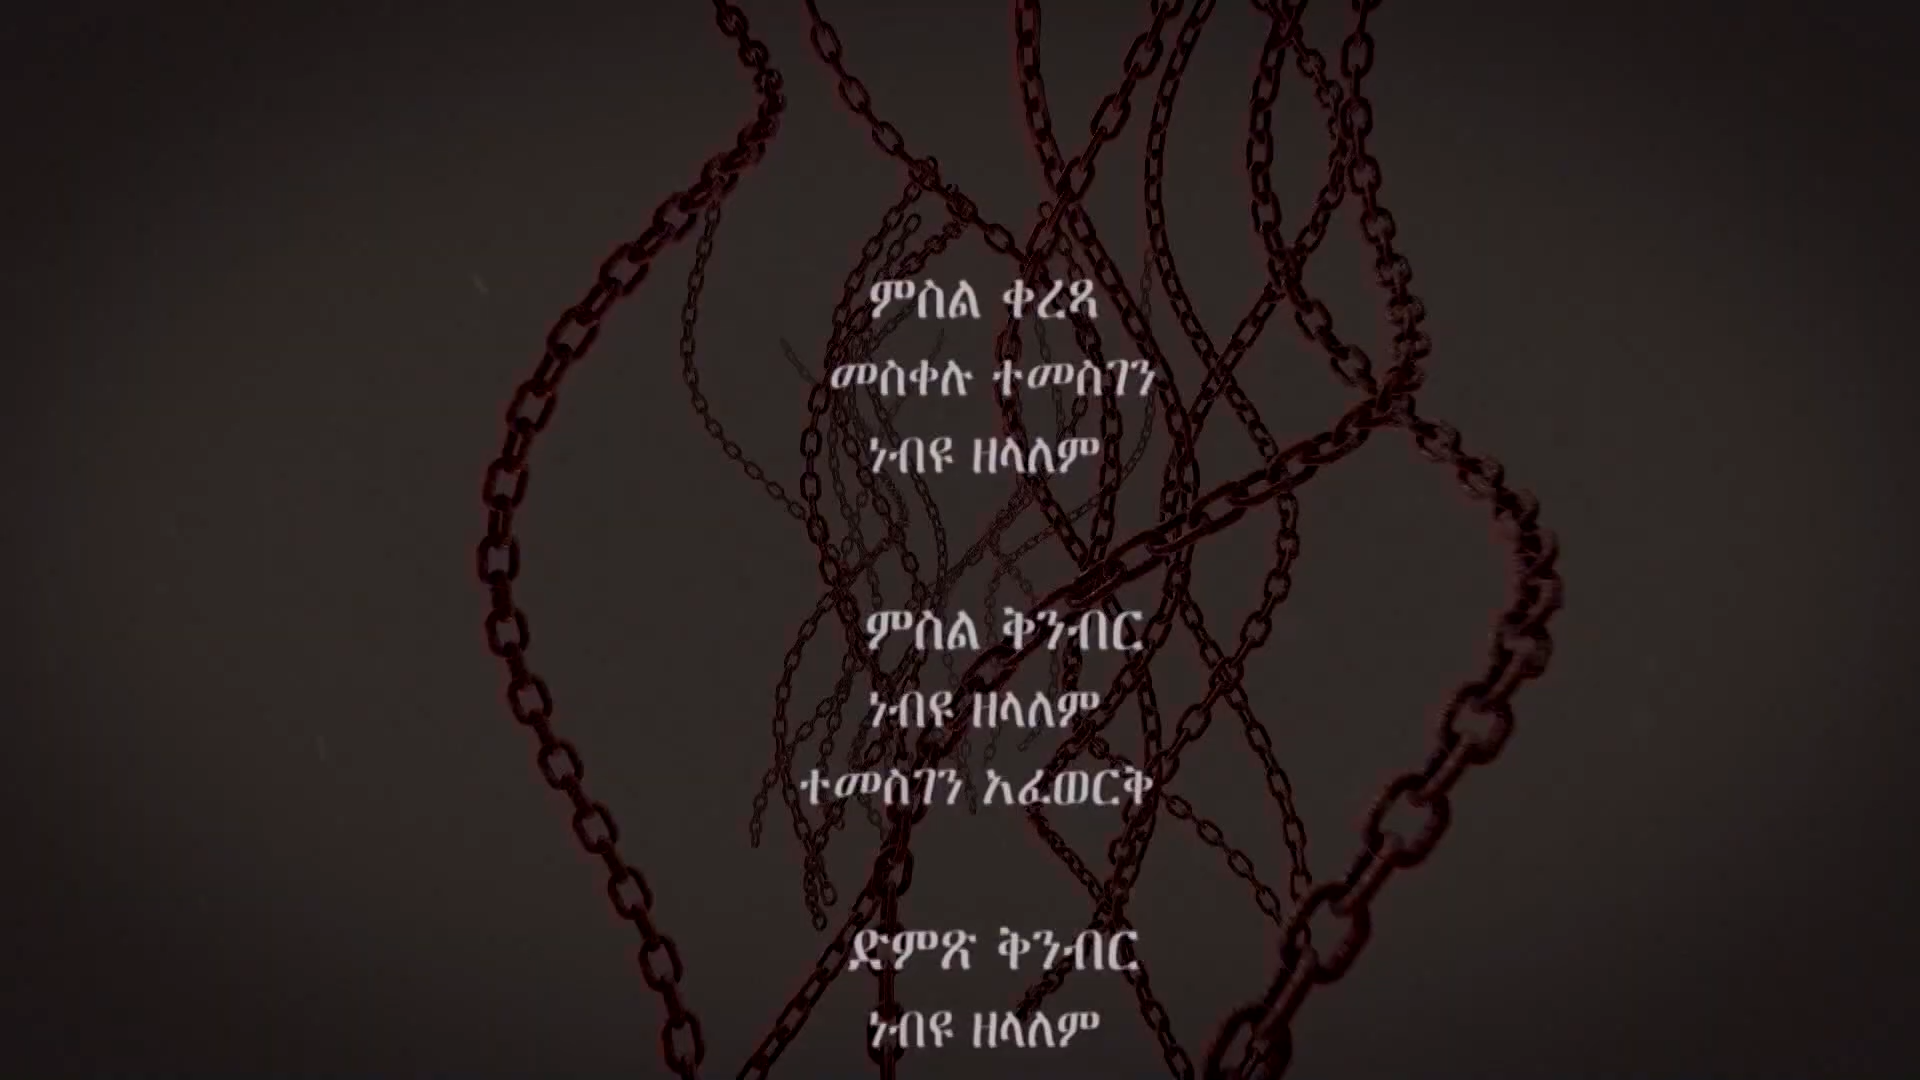 ምስል ቀረጻ
መስቀሉ ተመስገን
ነብዩ ዘላለም
ምስል ቅንብር
ነብዩ ዘላለም
ተመስገን አፈወርቅ
ድምጽ ቅንብር
ነብዩ ዘላለም